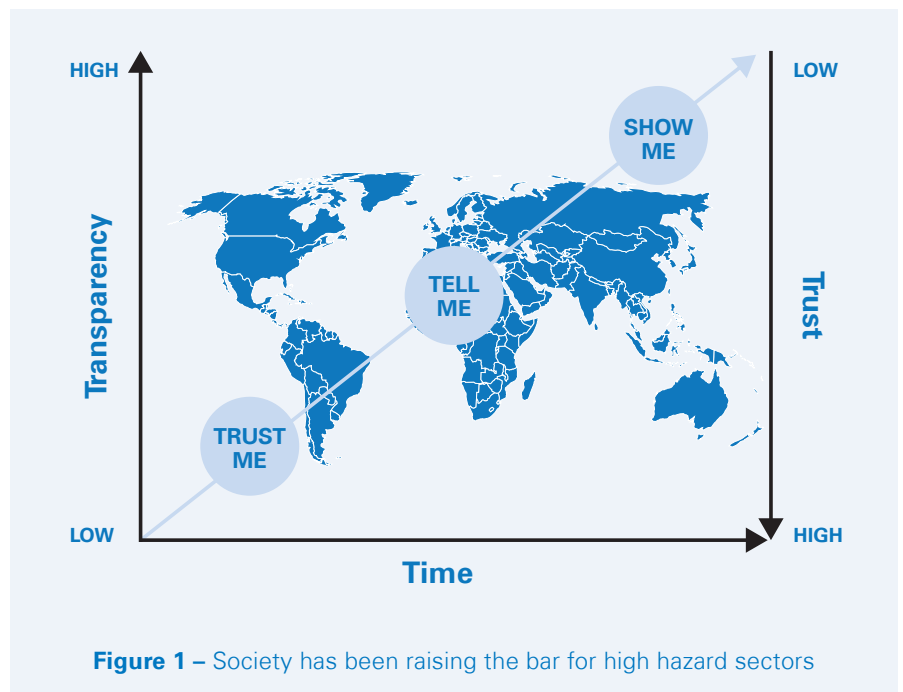 HIGH
LOW
SHOW
ME
Transparency
TELL
ME
Trust
TRUST
ME
LOW
HIGH
Time
Figure 1 – Society has been raising the bar for high hazard sectors